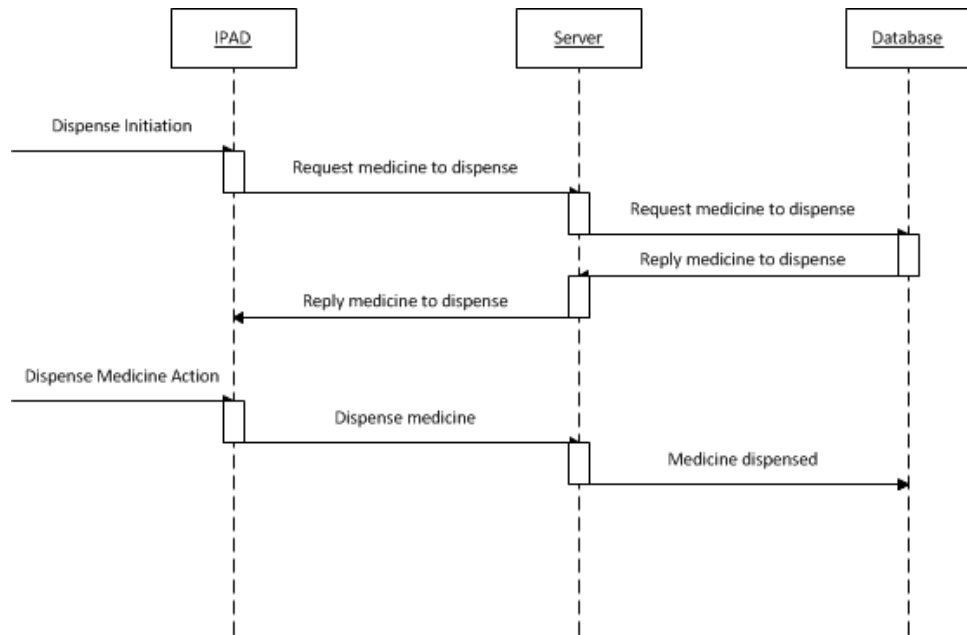 IPAD
Server
Database
Dispense Initiation
Request medicine to dispense
Request medicine to dispense
Reply medicine to dispense
Reply medicine to dispense
Dispense Medicine Action
Dispense medicine
Medicine dispensed